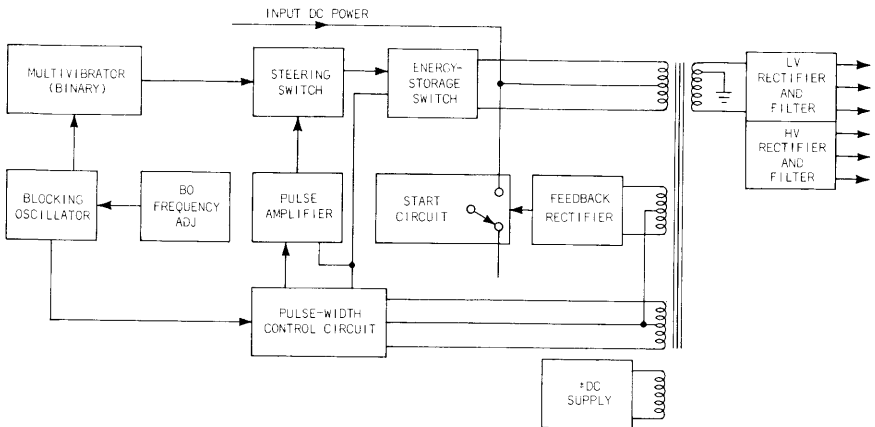 INPUT DC POWER
MULTIVIBRATOR
(BINARY)
STEERING
SWITCH
ENERGY-
STORAGE
SWITCH
LV
RECTIFIER
AND
FILTER
HV
RECTIFIER
AND
FILTER
BLOCKING
OSCILLATOR
BO
FREQUENCY
ADJ
PULSE
AMPLIFIER
START
CIRCUIT
FEEDBACK
RECTIFIER
PULSE-WIDTH
CONTROL CIRCUIT
*DC
SUPPLY